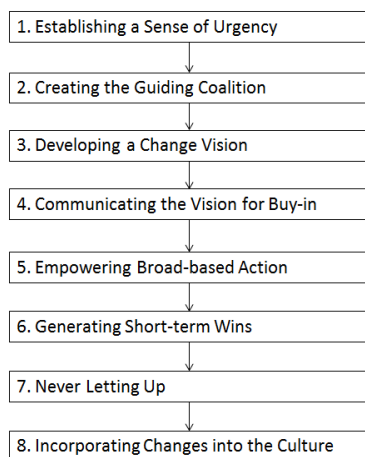 1. Establishing a Sense of Urgency
2. Creating the Guiding Coalition
3. Developing a Change Vision
4. Communicating the Vision for Buy-in
5. Empowering Broad-based Action
6. Generating Short-term Wins
7. Never Letting Up
8. Incorporating Changes into the Culture